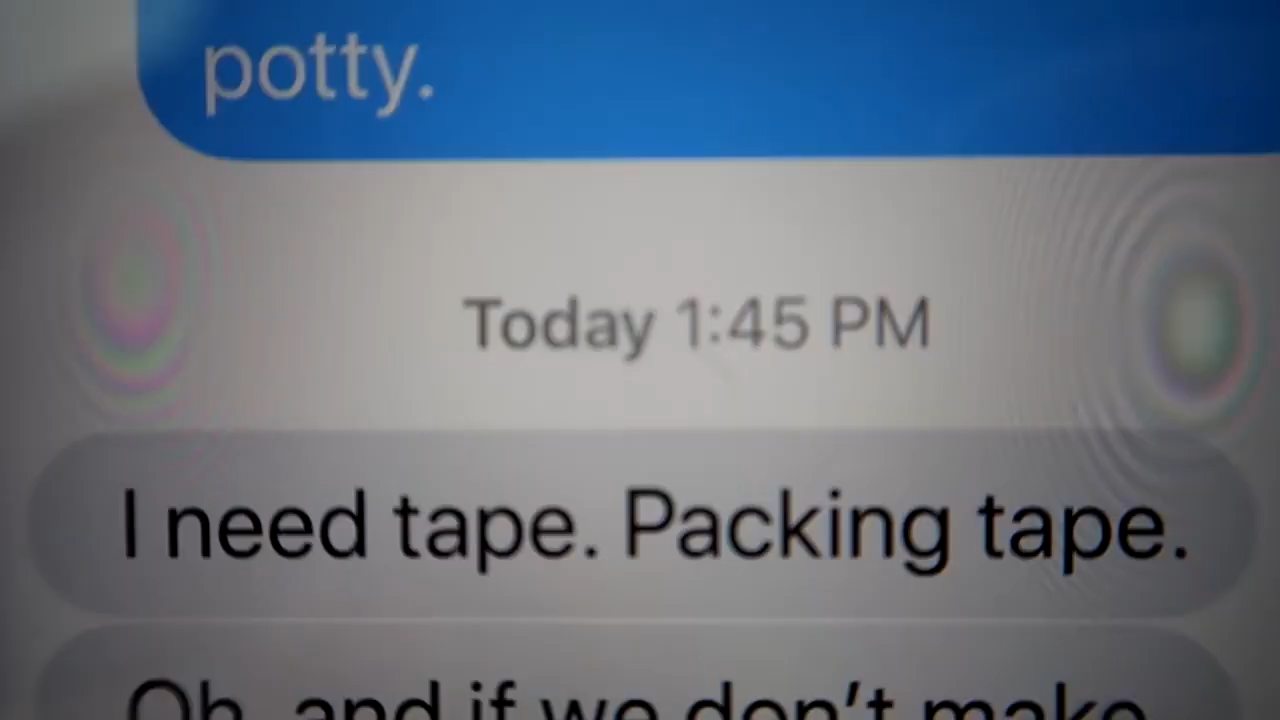 potty.
Today 1:45 PM
I need tape. Packing tape.
Oh, and if we don't make